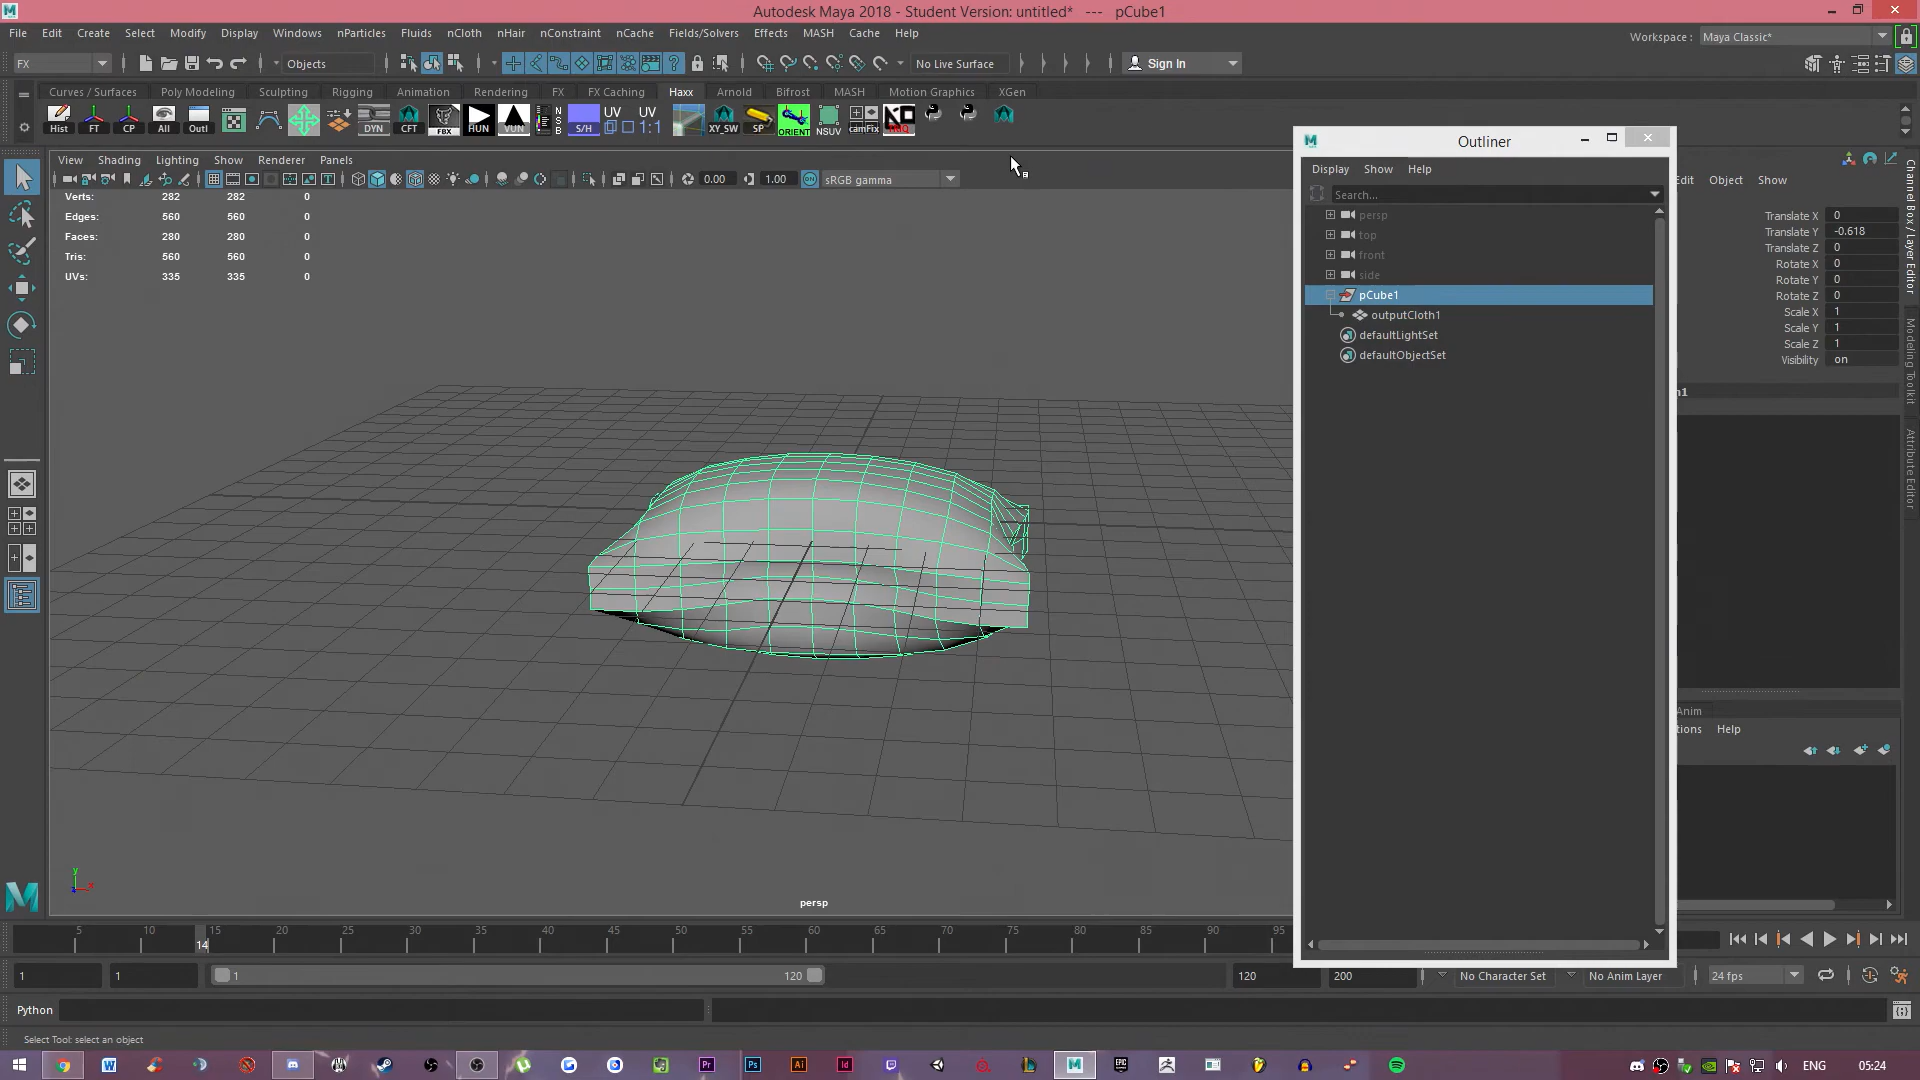 Autodesk Maya 2018 - Student Version: untitled* --- pCube1
File Edit Create Select Modify Display Windows nParticles Fluids nCloth nHair nConstraint nCache Fields/Solvers Effects MASH Cache Help
Workspace : Maya Classic*
FX Objects No Live Surface Sign In
Curves / Surfaces Poly Modeling Sculpting Rigging Animation Rendering FX FX Caching Haxx Arnold Bifrost MASH Motion Graphics XGen
UV UV
Hist FT CP All Outl DYN CFT FBX HUN VUN NSB S/H 1:1 XY_SW SP ORIENT NSUV camFix
View Shading Lighting Show Renderer Panels
0.00 1.00 sRGB gamma
Verts: 282 282 0
Edges: 560 560 0
Faces: 280 280 0
Tris: 560 560 0
UVs: 335 335 0
persp
Outliner
Display Show Help
Search...
persp
top
front
side
pCube1
outputCloth1
defaultLightSet
defaultObjectSet
Edit Object Show
Translate X 0
Translate Y -0.618
Translate Z 0
Rotate X 0
Rotate Y 0
Rotate Z 0
Scale X 1
Scale Y 1
Scale Z 1
Visibility on
Channel Box / Layer Editor
Modeling Toolkit
Attribute Editor
Anim
Help
5 10 14 15 20 25 30 35 40 45 50 55 60 65 70 75 80 85 90 95
1 1 1 120 120 200 No Character Set No Anim Layer 24 fps
Python
Select Tool: select an object
ENG 05:24